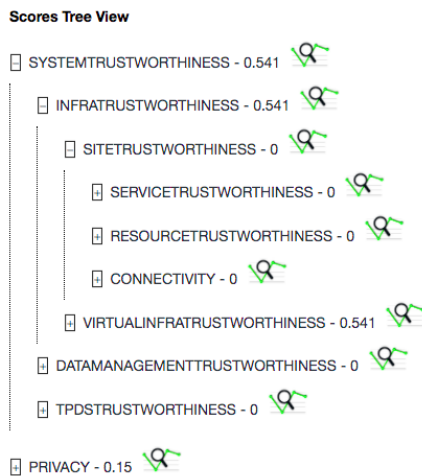 Scores Tree View
SYSTEMTRUSTWORTHINESS - 0.541
INFRATRUSTWORTHINESS - 0.541
SITETRUSTWORTHINESS - 0
SERVICETRUSTWORTHINESS - 0
RESOURCETRUSTWORTHINESS - 0
CONNECTIVITY - 0
VIRTUALINFRATRUSTWORTHINESS - 0.541
DATAMANAGEMENTTRUSTWORTHINESS - 0
TPDSTRUSTWORTHINESS - 0
PRIVACY - 0.15